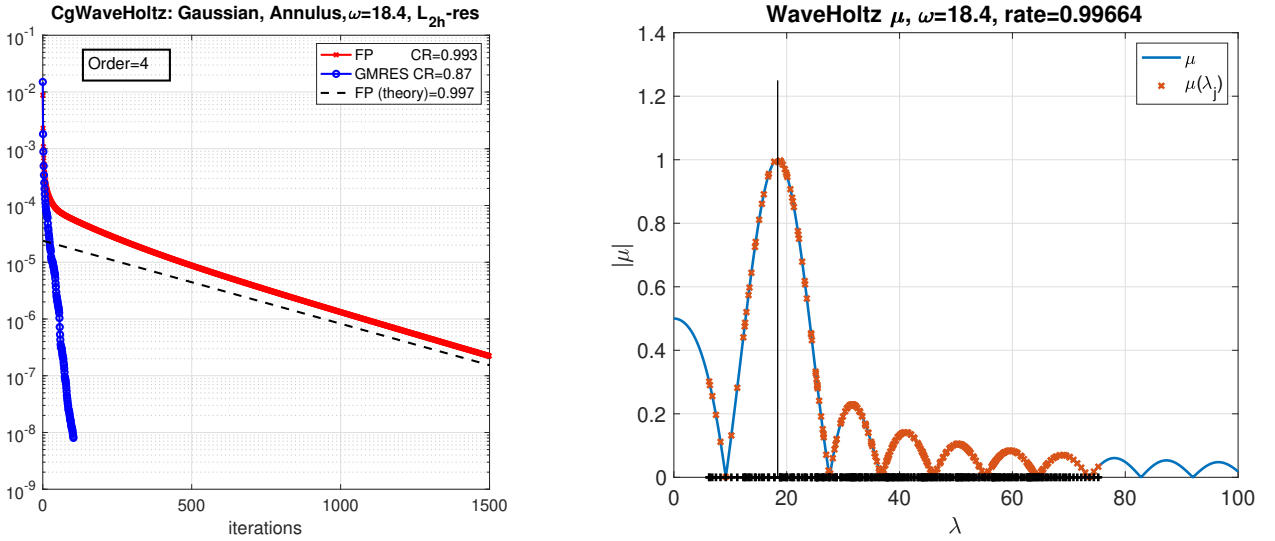 CgWaveHoltz: Gaussian, Annulus,ω=18.4, L2h-res
10^-1
10^-2
10^-3
10^-4
10^-5
10^-6
10^-7
10^-8
10^-9
Order=4
FP CR=0.993
GMRES CR=0.87
FP (theory)=0.997
0
500
1000
1500
iterations
WaveHoltz μ, ω=18.4, rate=0.99664
1.4
1.2
1
0.8
0.6
0.4
0.2
0
|μ|
μ
μ(λj)
0
20
40
60
80
100
λ